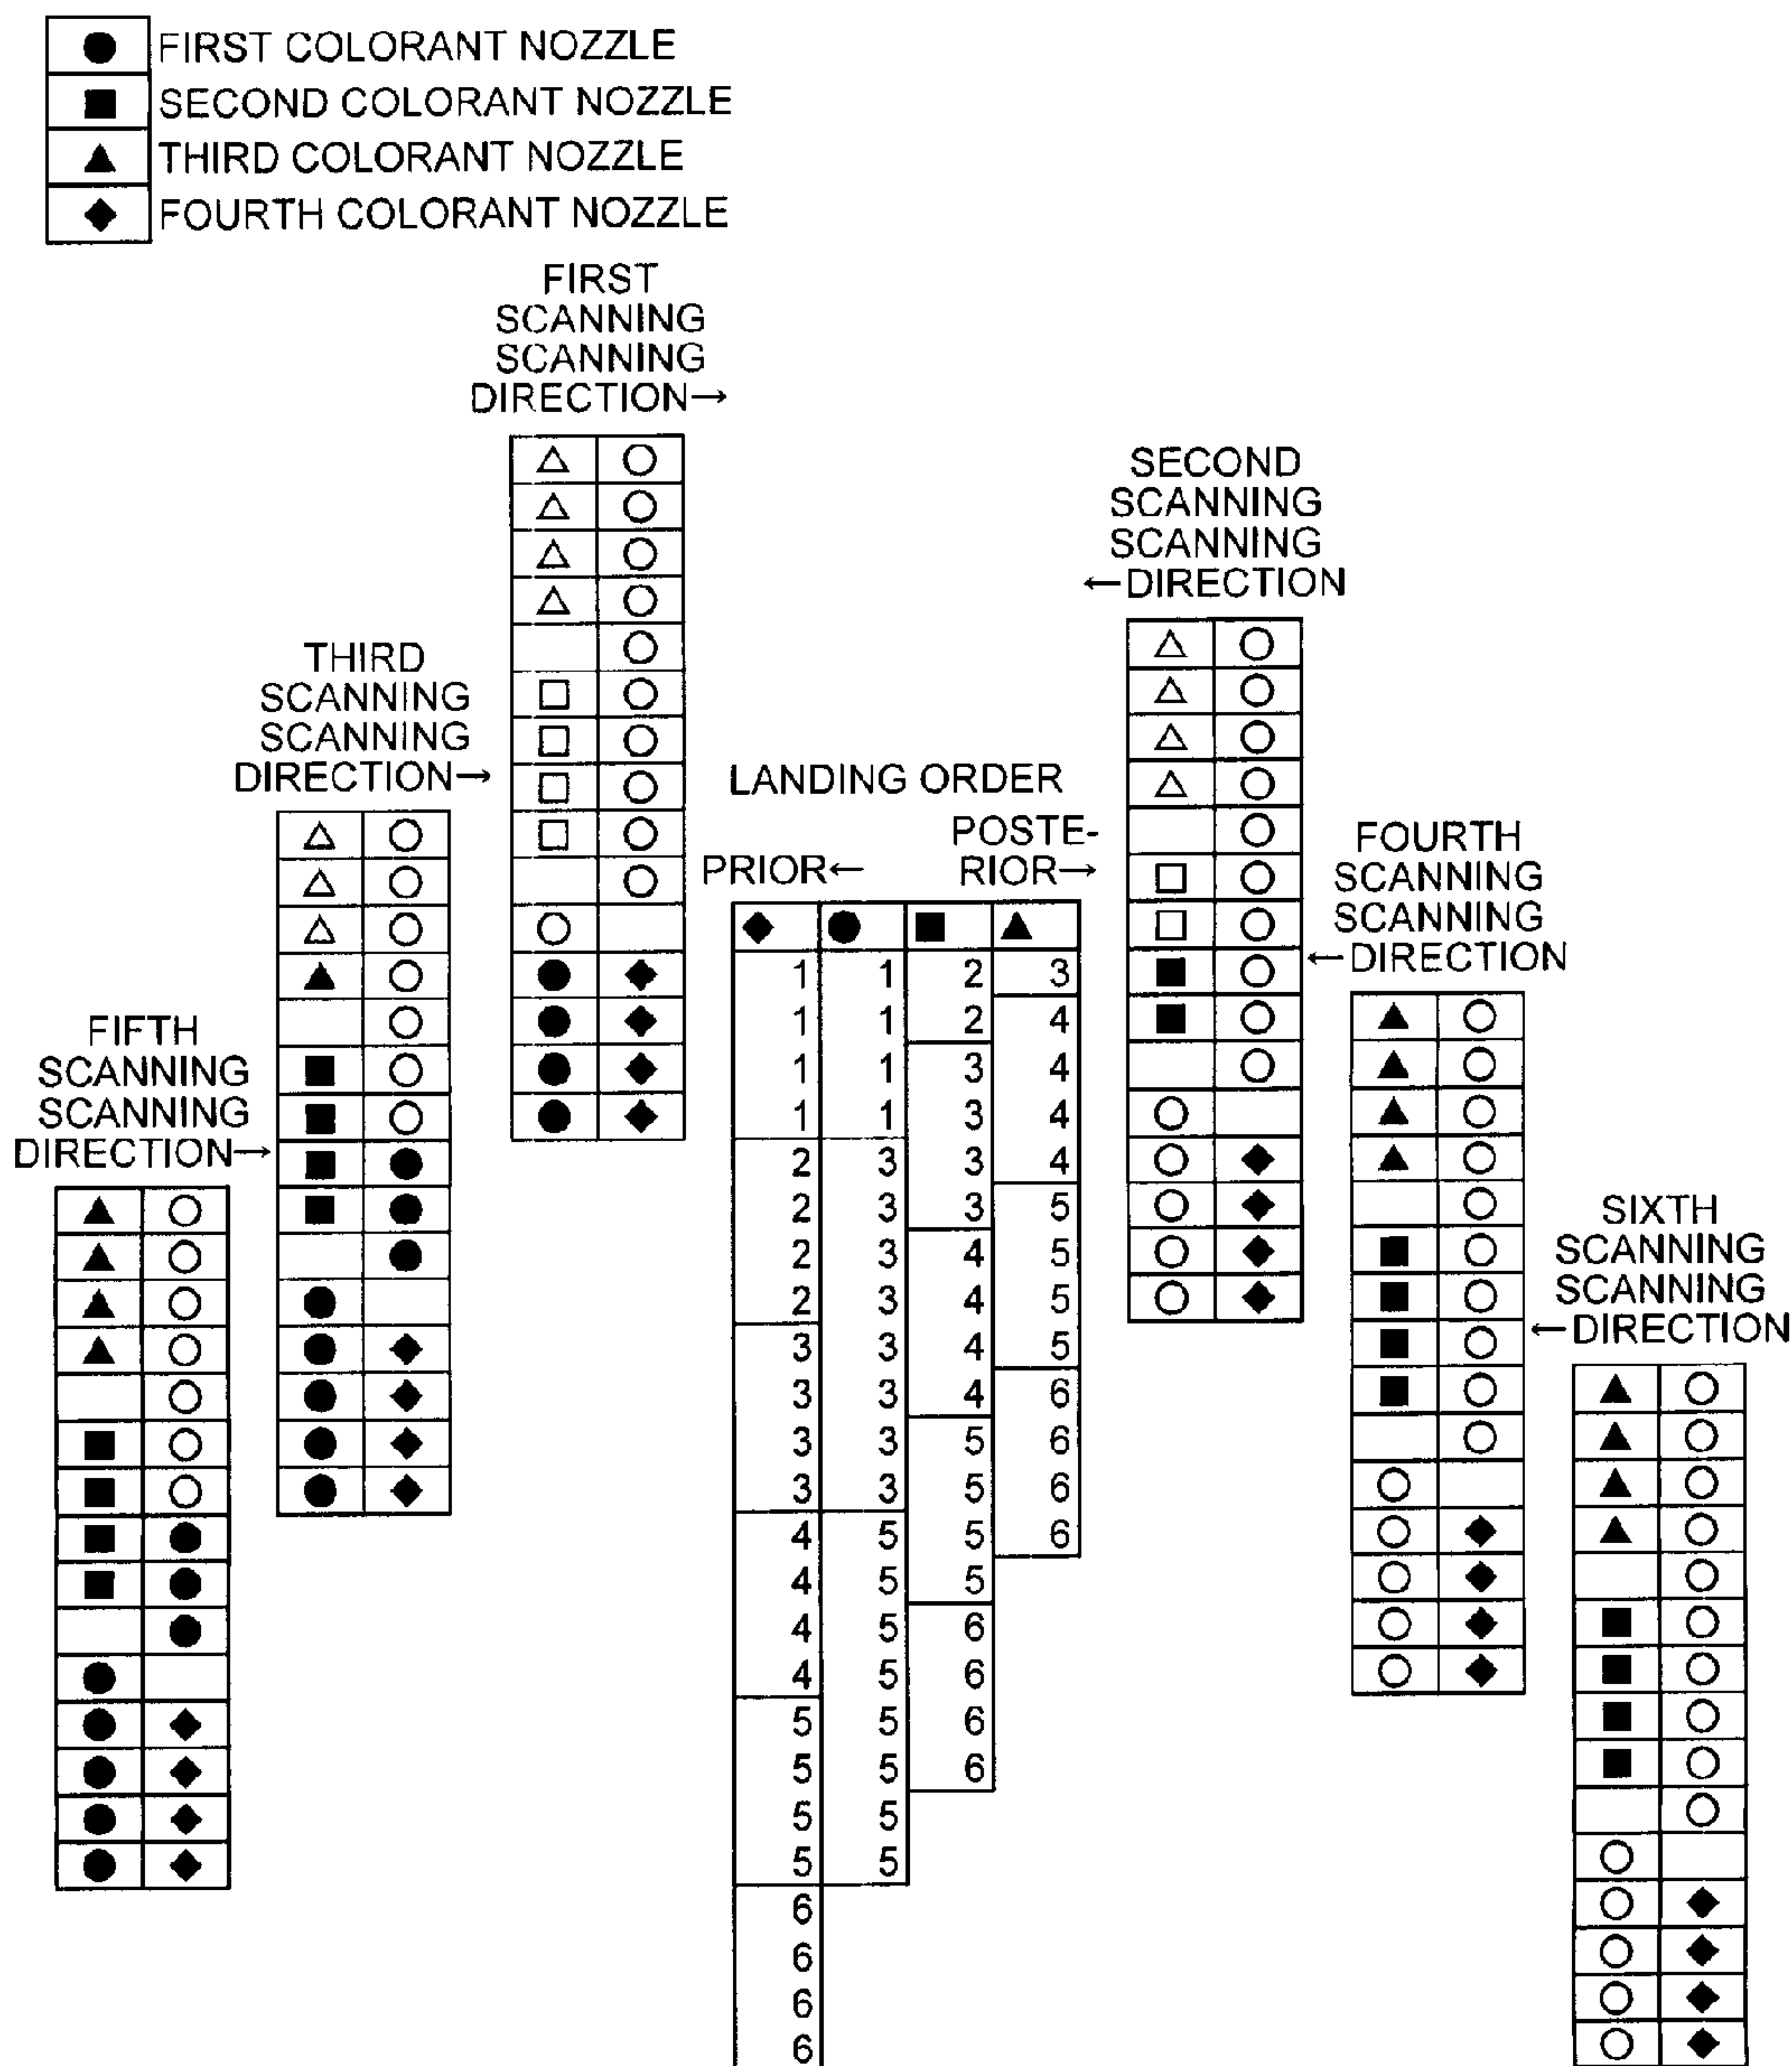 FIRST COLORANT NOZZLE
SECOND COLORANT NOZZLE
THIRD COLORANT NOZZLE
FOURTH COLORANT NOZZLE
FIRST
SCANNING
SCANNING
DIRECTION→
SECOND
SCANNING
SCANNING
←DIRECTION
THIRD
SCANNING
SCANNING
DIRECTION→
FOURTH
SCANNING
SCANNING
←DIRECTION
FIFTH
SCANNING
SCANNING
DIRECTION→
SIXTH
SCANNING
SCANNING
←DIRECTION
LANDING ORDER
PRIOR←
POSTE-
RIOR→
1 1 2 3
1 1 2 4
1 1 3 4
1 1 3 4
2 3 3 4
2 3 3 5
2 3 4 5
2 3 4 5
3 3 4 5
3 3 4 6
3 3 5 6
3 3 5 6
4 5 5 6
4 5 5
4 5 6
4 5 6
5 5 6
5 5 6
5 5
5 5
6
6
6
6